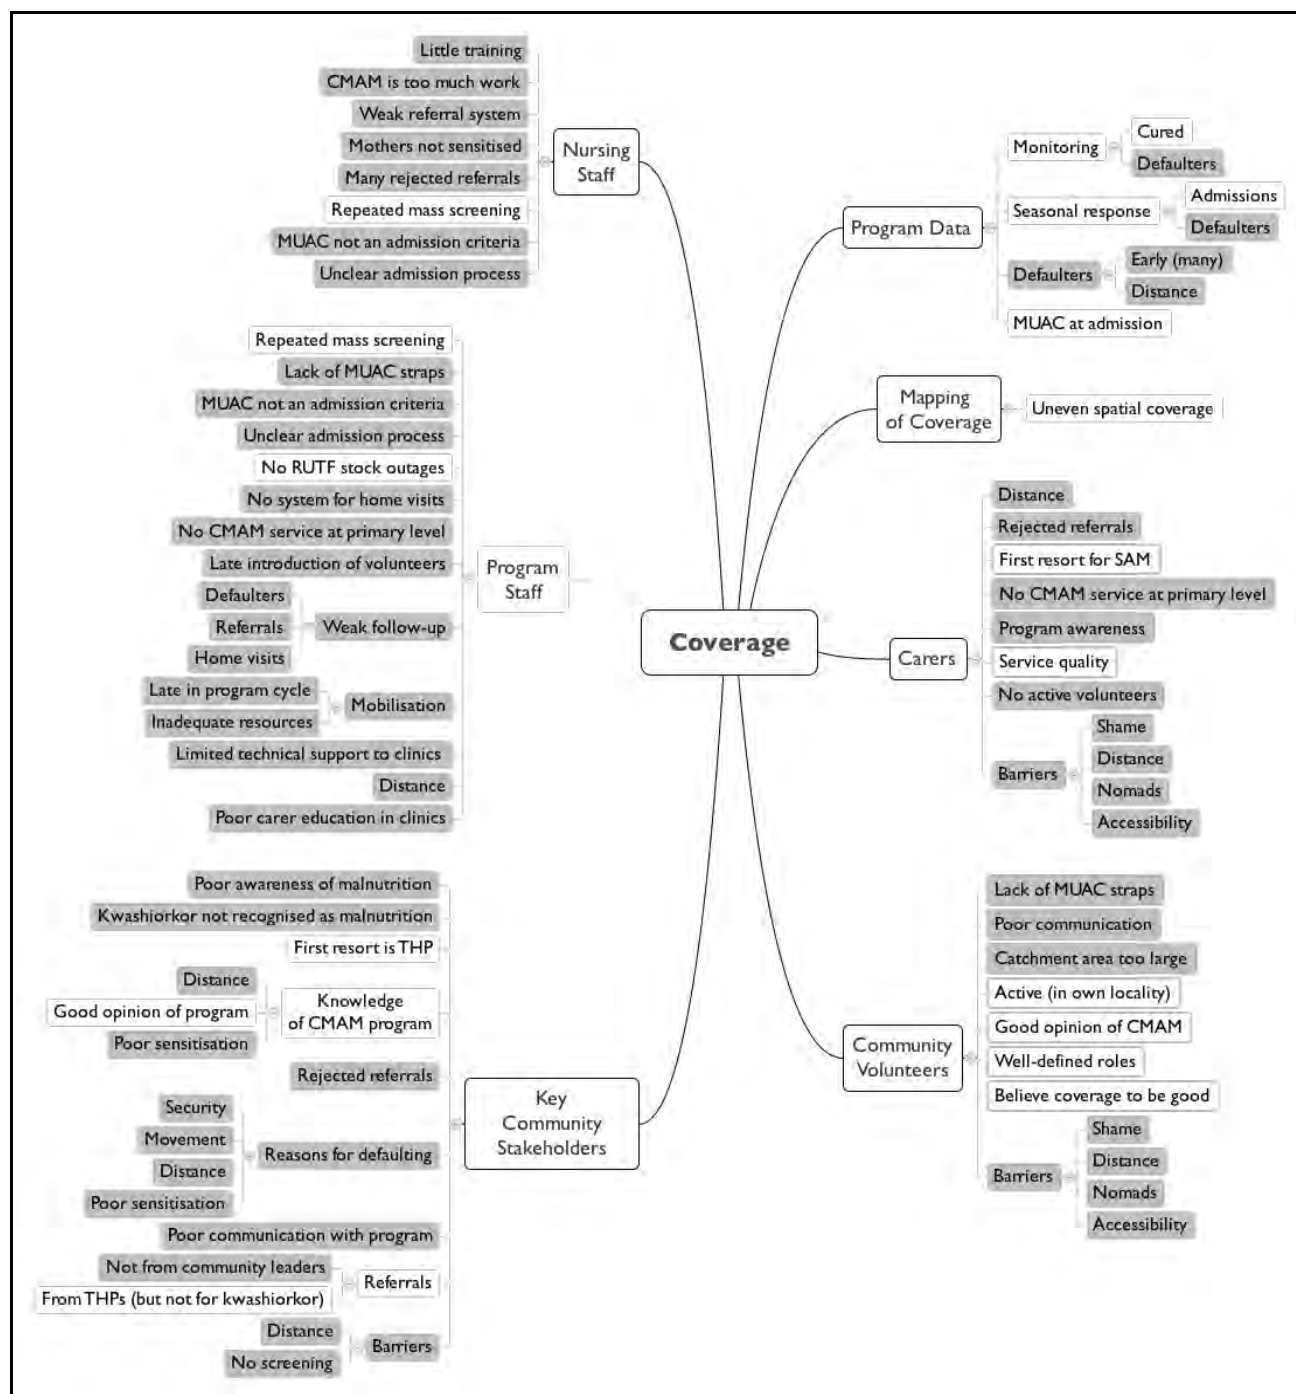 Little training
CMAM is too much work
Weak referral system
Mothers not sensitised
Many rejected referrals
Repeated mass screening
MUAC not an admission criteria
Unclear admission process
Nursing
Staff
Repeated mass screening
Lack of MUAC straps
MUAC not an admission criteria
Unclear admission process
No RUTF stock outages
No system for home visits
No CMAM service at primary level
Late introduction of volunteers
Defaulters
Referrals
Home visits
Weak follow-up
Late in program cycle
Inadequate resources
Mobilisation
Limited technical support to clinics
Distance
Poor carer education in clinics
Program
Staff
Poor awareness of malnutrition
Kwashiorkor not recognised as malnutrition
First resort is THP
Distance
Good opinion of program
Poor sensitisation
Knowledge
of CMAM program
Rejected referrals
Security
Movement
Distance
Poor sensitisation
Reasons for defaulting
Poor communication with program
Not from community leaders
From THPs (but not for kwashiorkor)
Referrals
Distance
No screening
Barriers
Key
Community
Stakeholders
Coverage
Program Data
Monitoring
Cured
Defaulters
Seasonal response
Admissions
Defaulters
Defaulters
Early (many)
Distance
MUAC at admission
Mapping
of Coverage
Uneven spatial coverage
Carers
Distance
Rejected referrals
First resort for SAM
No CMAM service at primary level
Program awareness
Service quality
No active volunteers
Barriers
Shame
Distance
Nomads
Accessibility
Community
Volunteers
Lack of MUAC straps
Poor communication
Catchment area too large
Active (in own locality)
Good opinion of CMAM
Well-defined roles
Believe coverage to be good
Barriers
Shame
Distance
Nomads
Accessibility